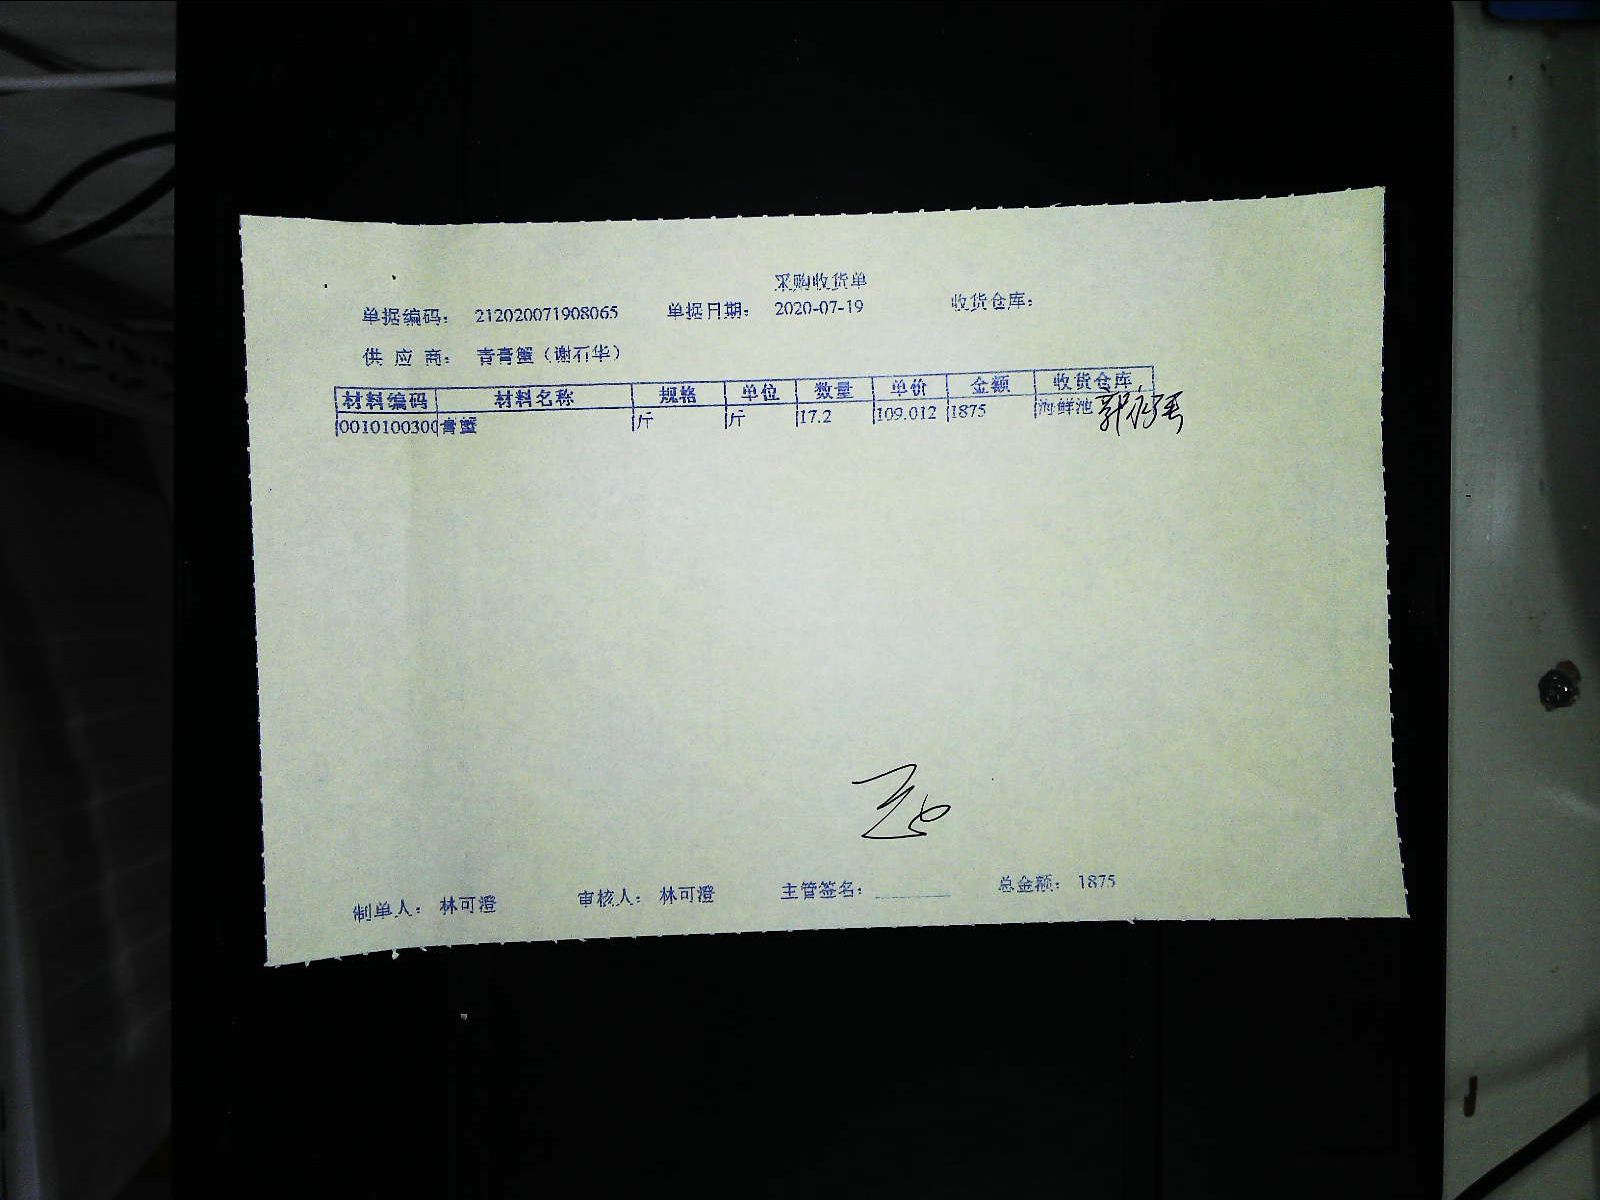 采购收货单
单据编码: 212020071908065 单据日期: 2020-07-19 收货仓库:
供 应 商: 青青蟹（谢石华）
材料编码 材料名称 规格 单位 数量 单价 金额 收货仓库
0010100300 青蟹 斤 斤 17.2 109.012 1875 海鲜池
制单人: 林可澄 审核人: 林可澄 主管签名: 总金额: 1875